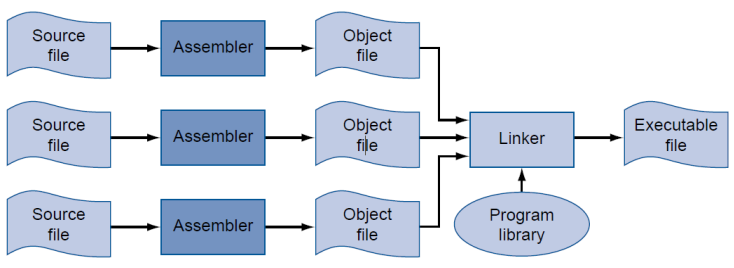 Source
file
Assembler
Object
file
Source
file
Assembler
Object
file
Linker
Executable
file
Source
file
Assembler
Object
file
Program
library